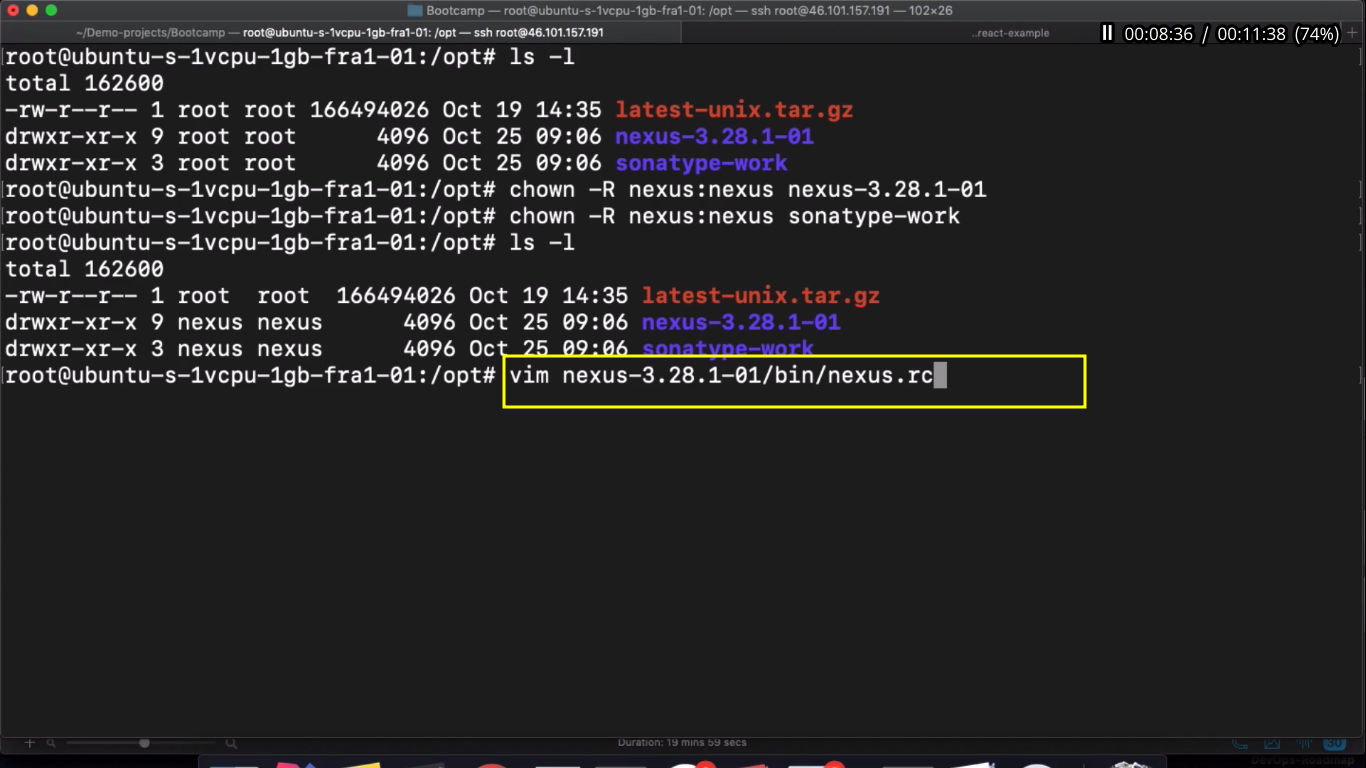 Bootcamp — root@ubuntu-s-1vcpu-1gb-fra1-01: /opt — ssh root@46.101.157.191 — 102×26
~/Demo-projects/Bootcamp — root@ubuntu-s-1vcpu-1gb-fra1-01: /opt — ssh root@46.101.157.191
..react-example
00:08:36 / 00:11:38 (74%)
root@ubuntu-s-1vcpu-1gb-fra1-01:/opt# ls -l
total 162600
-rw-r--r-- 1 root root 166494026 Oct 19 14:35 latest-unix.tar.gz
drwxr-xr-x 9 root root      4096 Oct 25 09:06 nexus-3.28.1-01
drwxr-xr-x 3 root root      4096 Oct 25 09:06 sonatype-work
root@ubuntu-s-1vcpu-1gb-fra1-01:/opt# chown -R nexus:nexus nexus-3.28.1-01
root@ubuntu-s-1vcpu-1gb-fra1-01:/opt# chown -R nexus:nexus sonatype-work
root@ubuntu-s-1vcpu-1gb-fra1-01:/opt# ls -l
total 162600
-rw-r--r-- 1 root  root  166494026 Oct 19 14:35 latest-unix.tar.gz
drwxr-xr-x 9 nexus nexus      4096 Oct 25 09:06 nexus-3.28.1-01
drwxr-xr-x 3 nexus nexus      4096 Oct 25 09:06 sonatype-work
root@ubuntu-s-1vcpu-1gb-fra1-01:/opt# vim nexus-3.28.1-01/bin/nexus.rc
Duration: 19 mins 59 secs
30
DevOps-Roadmap